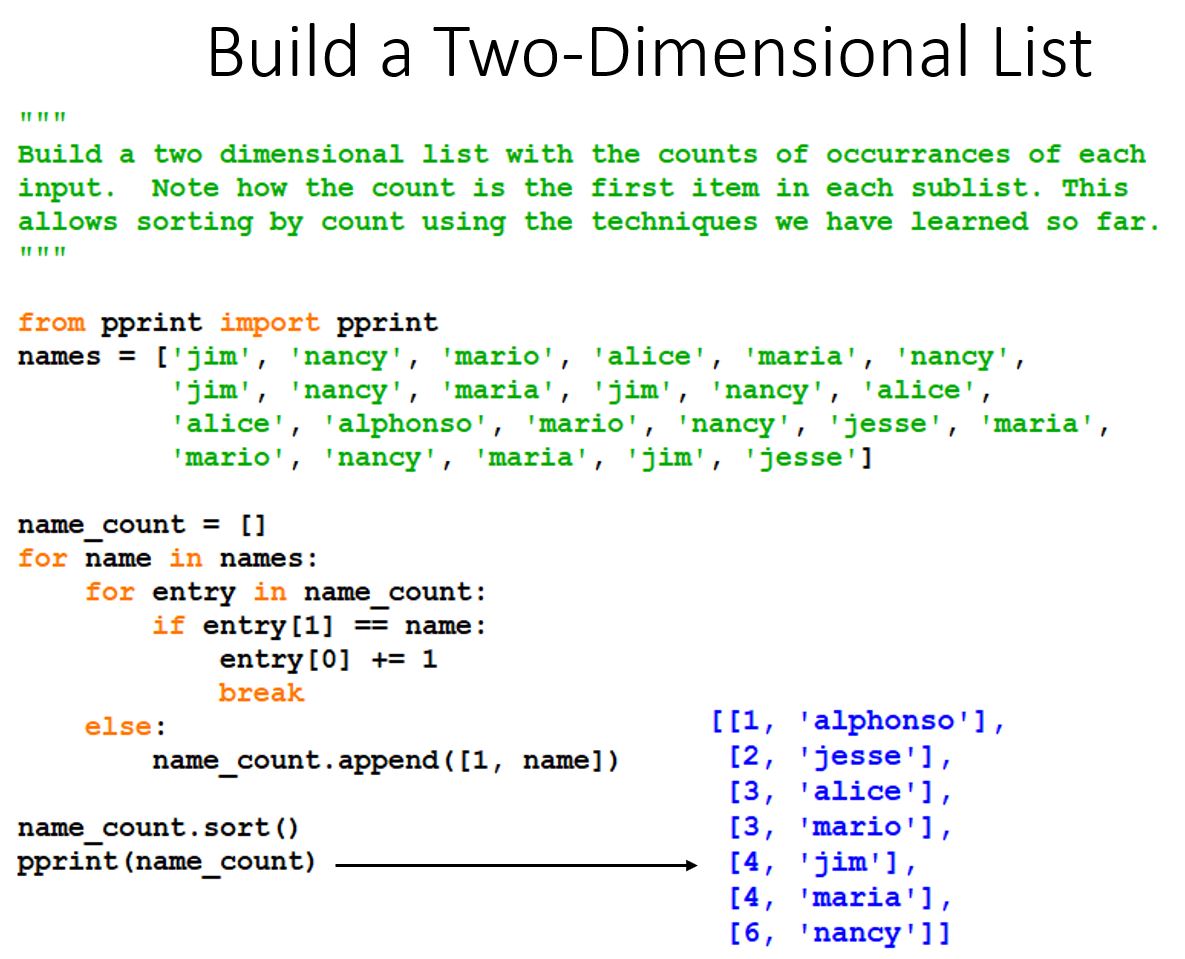 Build a Two-Dimensional List
"""
Build a two dimensional list with the counts of occurrances of each
input.  Note how the count is the first item in each sublist. This
allows sorting by count using the techniques we have learned so far.
"""
from pprint import pprint
names = ['jim', 'nancy', 'mario', 'alice', 'maria', 'nancy',
         'jim', 'nancy', 'maria', 'jim', 'nancy', 'alice',
         'alice', 'alphonso', 'mario', 'nancy', 'jesse', 'maria',
         'mario', 'nancy', 'maria', 'jim', 'jesse']
name_count = []
for name in names:
    for entry in name_count:
        if entry[1] == name:
            entry[0] += 1
            break
    else:
        name_count.append([1, name])
name_count.sort()
pprint(name_count)
[[1, 'alphonso'],
 [2, 'jesse'],
 [3, 'alice'],
 [3, 'mario'],
 [4, 'jim'],
 [4, 'maria'],
 [6, 'nancy']]